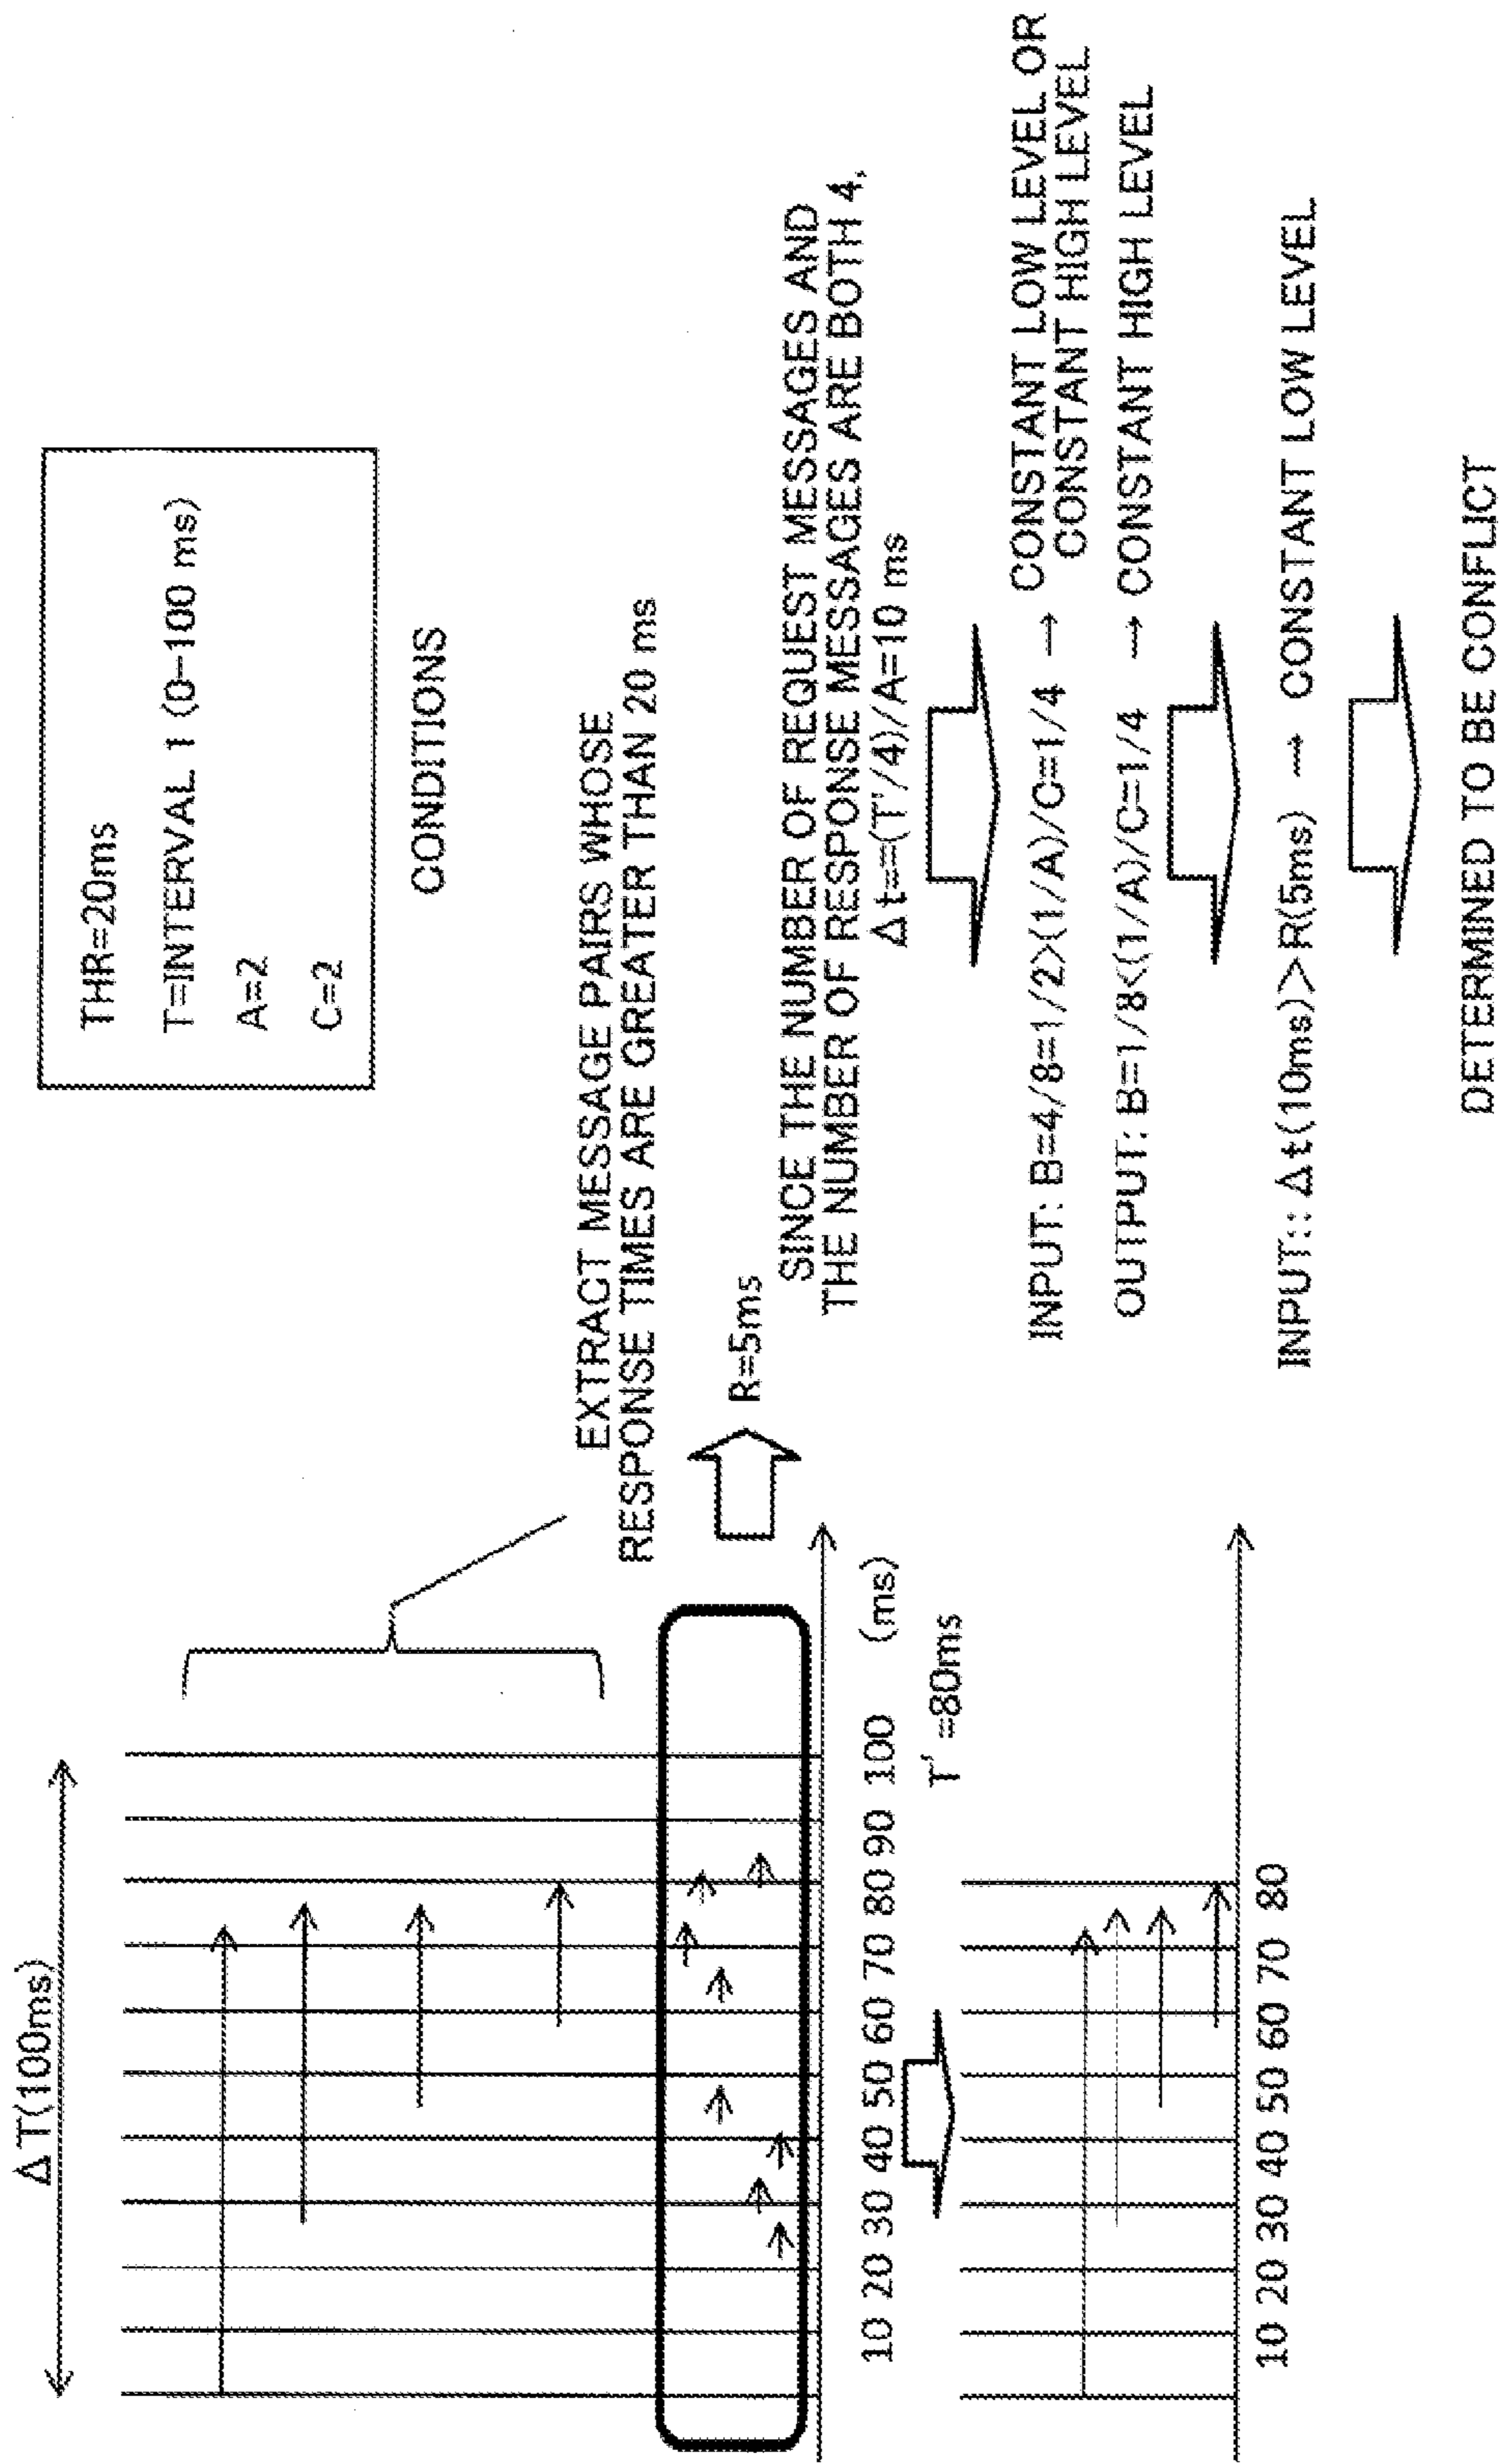 ΔT(100ms)
THR=20ms
T=INTERVAL 1 (0-100 ms)
A=2
C=2
CONDITIONS
EXTRACT MESSAGE PAIRS WHOSE
RESPONSE TIMES ARE GREATER THAN 20 ms
R=5ms
10 20 30 40 50 60 70 80 90 100 (ms)
T'=80ms
10 20 30 40 50 60 70 80
SINCE THE NUMBER OF REQUEST MESSAGES AND
THE NUMBER OF RESPONSE MESSAGES ARE BOTH 4,
Δt==(T'/4)/A=10 ms
INPUT: B=4/8=1/2>(1/A)/C=1/4 → CONSTANT LOW LEVEL OR
CONSTANT HIGH LEVEL
OUTPUT: B=1/8<(1/A)/C=1/4 → CONSTANT HIGH LEVEL
INPUT:: Δt(10ms)>>R(5ms) → CONSTANT LOW LEVEL
DETERMINED TO BE CONFLICT